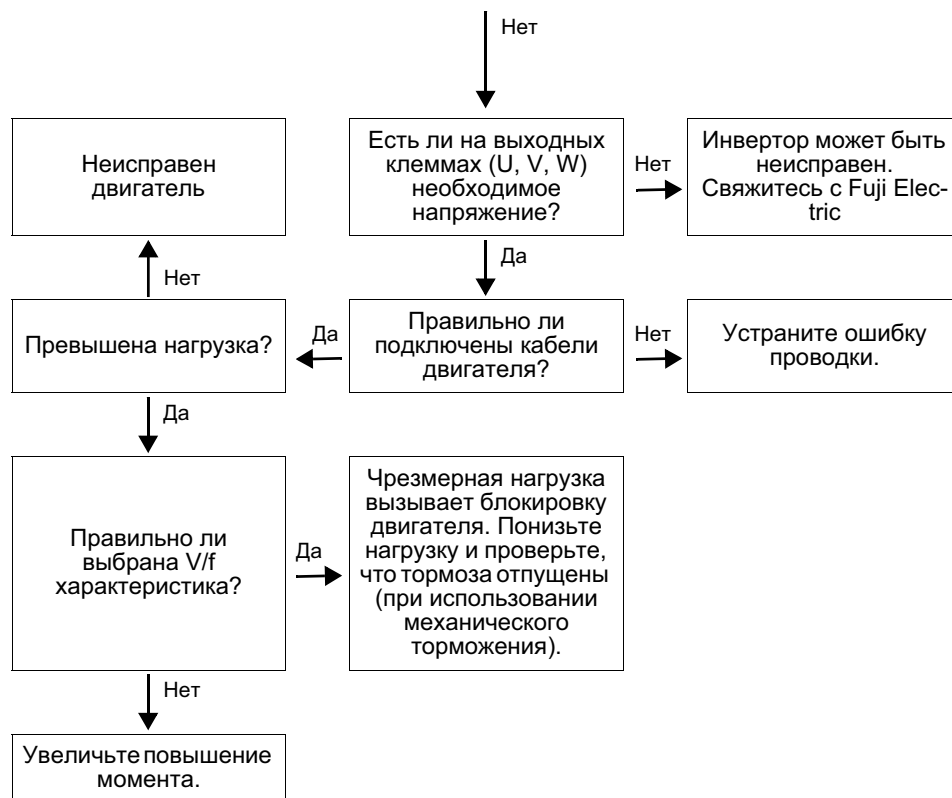 Нет
Неисправен
двигатель
Есть ли на выходных
клеммах (U, V, W)
необходимое
напряжение?
Нет
Инвертор может быть
неисправен.
Свяжитесь с Fuji Elec-
tric
Нет
Да
Превышена нагрузка?
Да
Правильно ли
подключены кабели
двигателя?
Нет
Устраните ошибку
проводки.
Да
Правильно ли
выбрана V/f
характеристика?
Да
Чрезмерная нагрузка
вызывает блокировку
двигателя. Понизьте
нагрузку и проверьте,
что тормоза отпущены
(при использовании
механического
торможения).
Нет
Увеличьте повышение
момента.